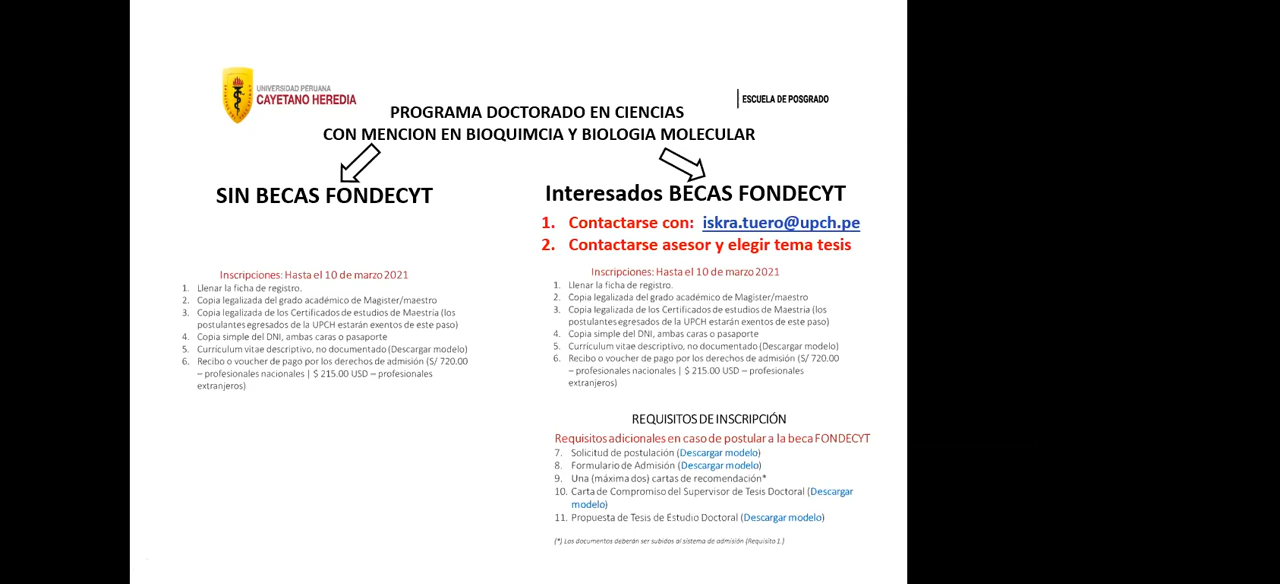 UNIVERSIDAD PERUANA
CAYETANO HEREDIA
ESCUELA DE POSGRADO
PROGRAMA DOCTORADO EN CIENCIAS
CON MENCION EN BIOQUIMCIA Y BIOLOGIA MOLECULAR
SIN BECAS FONDECYT
Inscripciones: Hasta el 10 de marzo 2021
1. Llenar la ficha de registro.
2. Copia legalizada del grado académico de Magíster/maestro
3. Copia legalizada de los Certificados de estudios de Maestría (los
postulantes egresados de la UPCH estarán exentos de este paso)
4. Copia simple del DNI, ambas caras o pasaporte
5. Curriculum vitae descriptivo, no documentado (Descargar modelo)
6. Recibo o voucher de pago por los derechos de admisión (S/ 720.00
– profesionales nacionales | $ 215.00 USD – profesionales
extranjeros)
Interesados BECAS FONDECYT
1. Contactarse con: iskra.tuero@upch.pe
2. Contactarse asesor y elegir tema tesis
Inscripciones: Hasta el 10 de marzo 2021
1. Llenar la ficha de registro.
2. Copia legalizada del grado académico de Magíster/maestro
3. Copia legalizada de los Certificados de estudios de Maestría (los
postulantes egresados de la UPCH estarán exentos de este paso)
4. Copia simple del DNI, ambas caras o pasaporte
5. Curriculum vitae descriptivo, no documentado (Descargar modelo)
6. Recibo o voucher de pago por los derechos de admisión (S/ 720.00
– profesionales nacionales | $ 215.00 USD – profesionales
extranjeros)
REQUISITOS DE INSCRIPCIÓN
Requisitos adicionales en caso de postular a la beca FONDECYT
7. Solicitud de postulación (Descargar modelo)
8. Formulario de Admisión (Descargar modelo)
9. Una (máxima dos) cartas de recomendación*
10. Carta de Compromiso del Supervisor de Tesis Doctoral (Descargar
modelo)
11. Propuesta de Tesis de Estudio Doctoral (Descargar modelo)
(*) Los documentos deberán ser subidos al sistema de admisión (Requisito 1.)